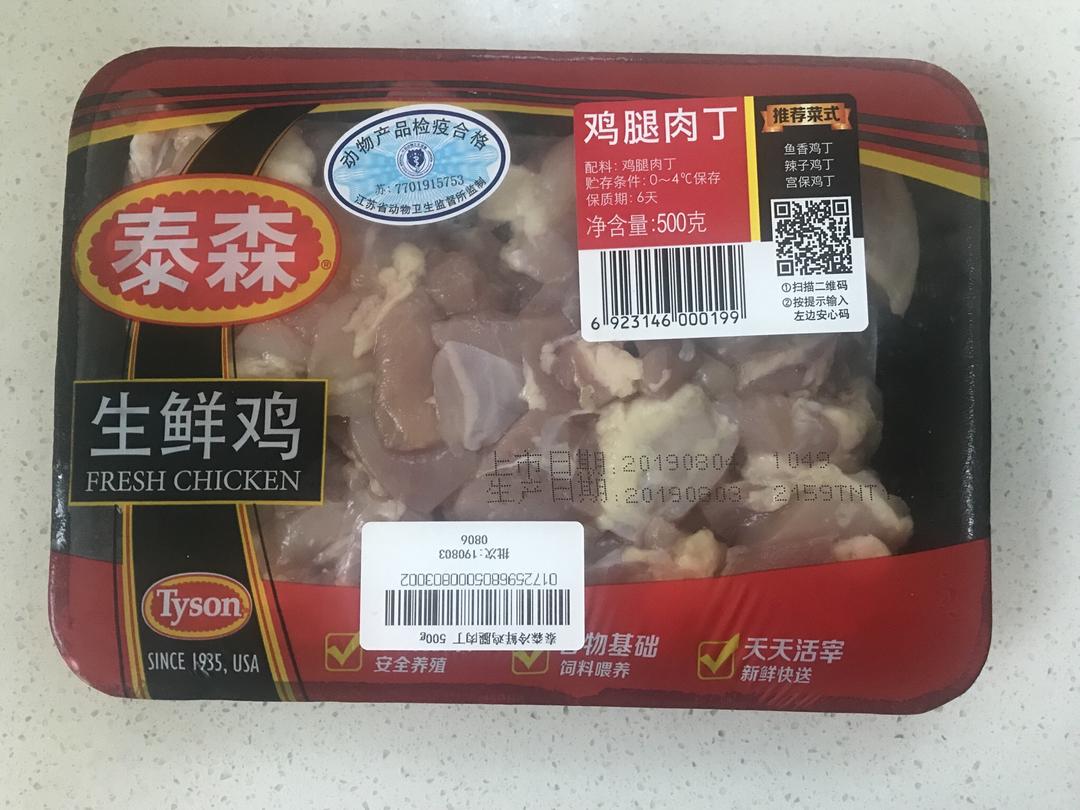 动物产品检疫合格
苏:7701915753
江苏省动物卫生监督所监制
鸡腿肉丁
配料:鸡腿肉丁
贮存条件:0~4℃保存
保质期:6天
净含量:500克
推荐菜式
鱼香鸡丁
辣子鸡丁
宫保鸡丁
①扫描二维码
②按提示输入
左边安心码
6 923146 000199
泰森®
生鲜鸡
FRESH CHICKEN
上市日期:20190804 1049
生产日期:20190803 2159TNT
泰森冷鲜鸡腿肉丁 500g
01725968050000803002
批次:190803
0806
Tyson
SINCE 1935, USA
安全养殖
物基础
饲料喂养
天天活宰
新鲜快送